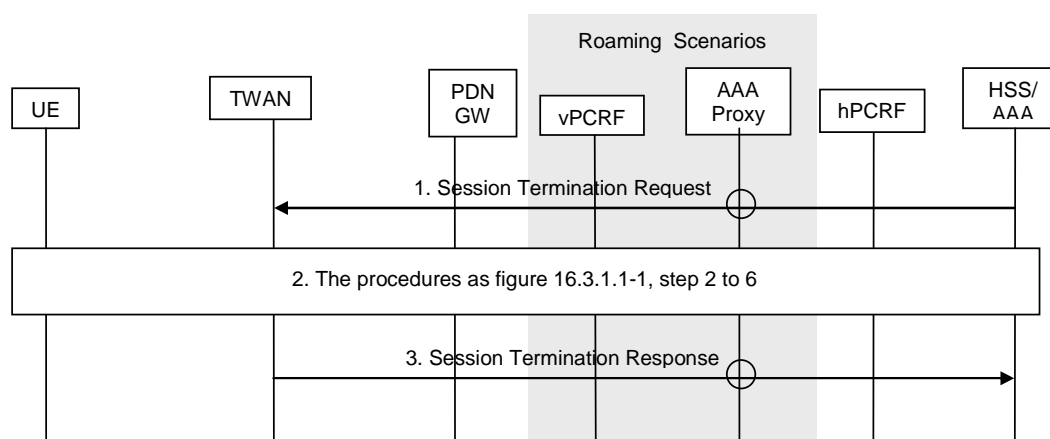 Roaming Scenarios
UE
TWAN
PDN
GW
vPCRF
AAA
Proxy
hPCRF
HSS/
AAA
1. Session Termination Request
2. The procedures as figure 16.3.1.1-1, step 2 to 6
3. Session Termination Response